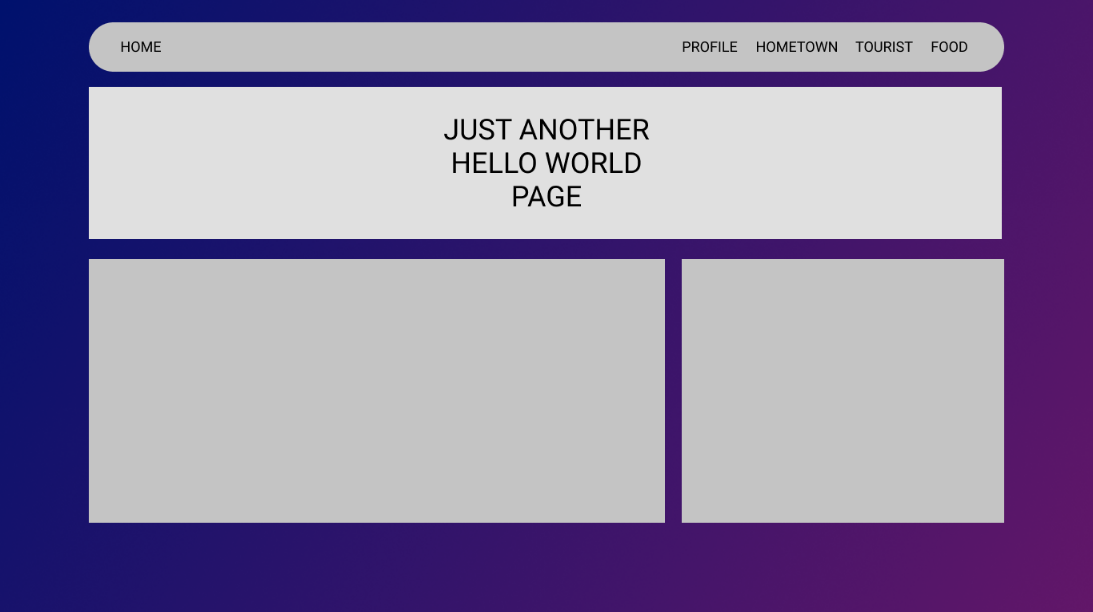 HOME PROFILE HOMETOWN TOURIST FOOD
JUST ANOTHER
HELLO WORLD
PAGE